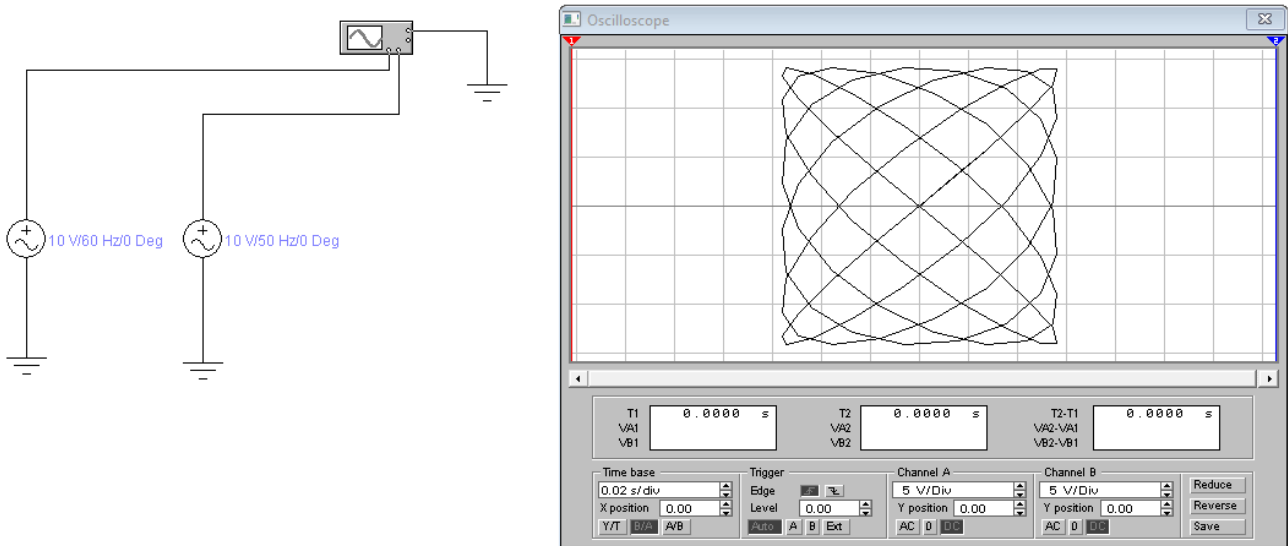 10 V/60 Hz/0 Deg
10 V/50 Hz/0 Deg
Oscilloscope
1
2
T1
VA1
VB1
0.0000 s
T2
VA2
VB2
0.0000 s
T2-T1
VA2-VA1
VB2-VB1
0.0000 s
Time base
0.02 s/div
X position 0.00
Y/T B/A A/B
Trigger
Edge
Level 0.00
Auto A B Ext
Channel A
5 V/Div
Y position 0.00
AC 0 DC
Channel B
5 V/Div
Y position 0.00
AC 0 DC
Reduce
Reverse
Save